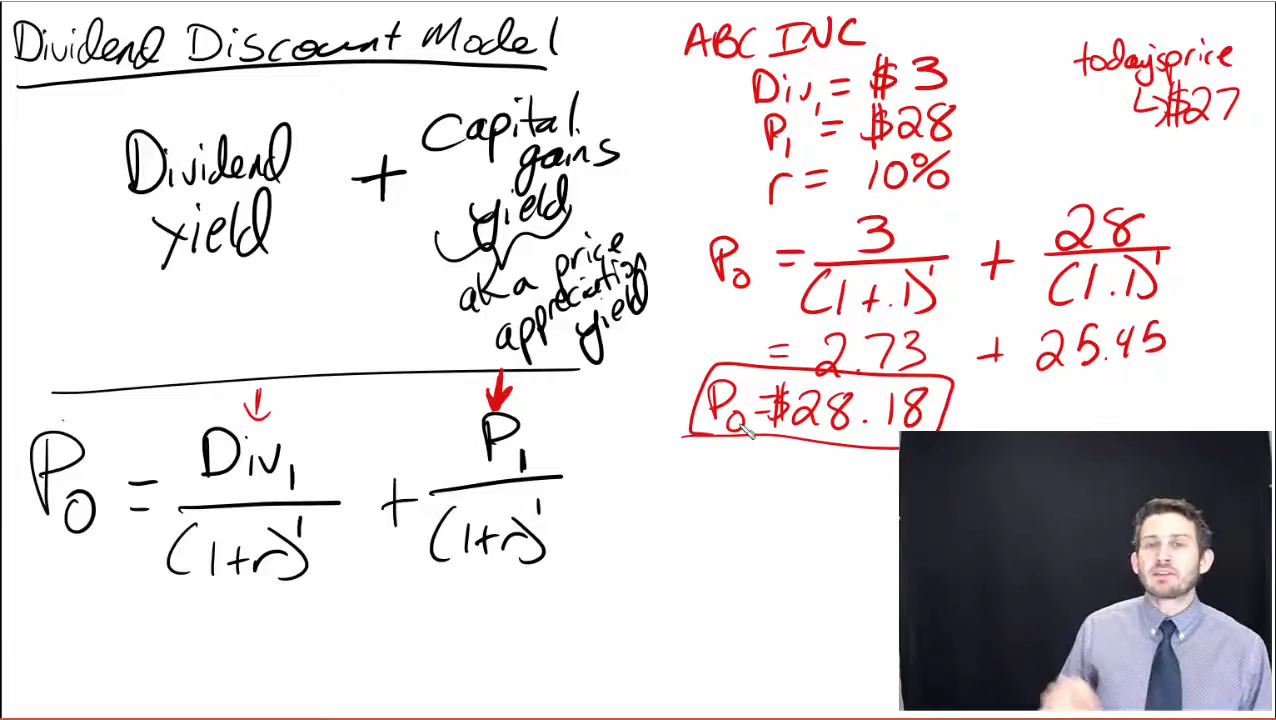 Dividend Discount Model
Dividend
yield
+
Capital
gains
yield
aka price
appreciation
yield
P0 = Div1 / (1+r)^1 + P1 / (1+r)^1
ABC INC
Div1 = $3
P1 = $28
r = 10%
today's price
↳ $27
P0 = 3 / (1+.1)^1 + 28 / (1.1)^1
= 2.73 + 25.45
P0 = $28.18